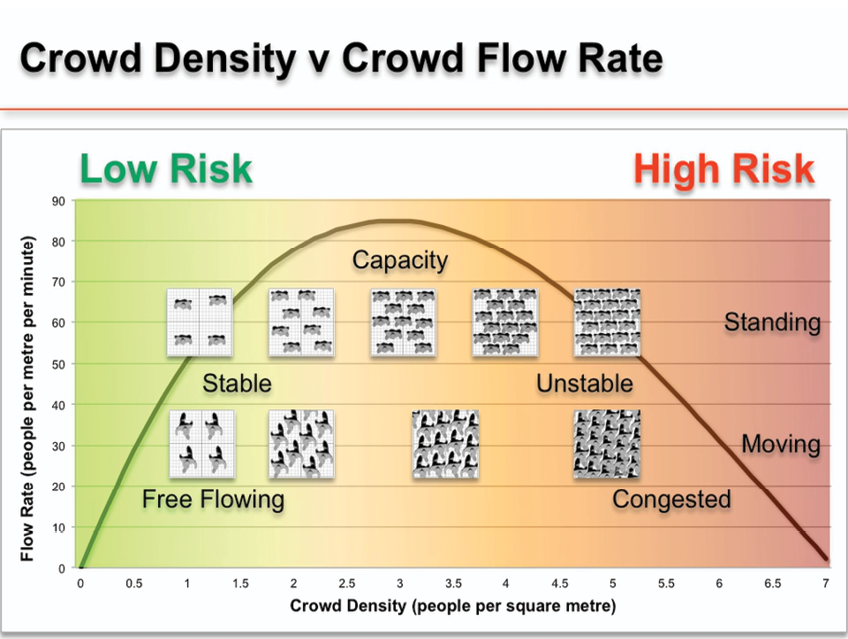 Crowd Density v Crowd Flow Rate
Low Risk
High Risk
Flow Rate (people per metre per minute)
90
80
70
60
50
40
30
20
10
0
Capacity
Standing
Stable
Unstable
Moving
Free Flowing
Congested
0 0.5 1 1.5 2 2.5 3 3.5 4 4.5 5 5.5 6 6.5 7
Crowd Density (people per square metre)